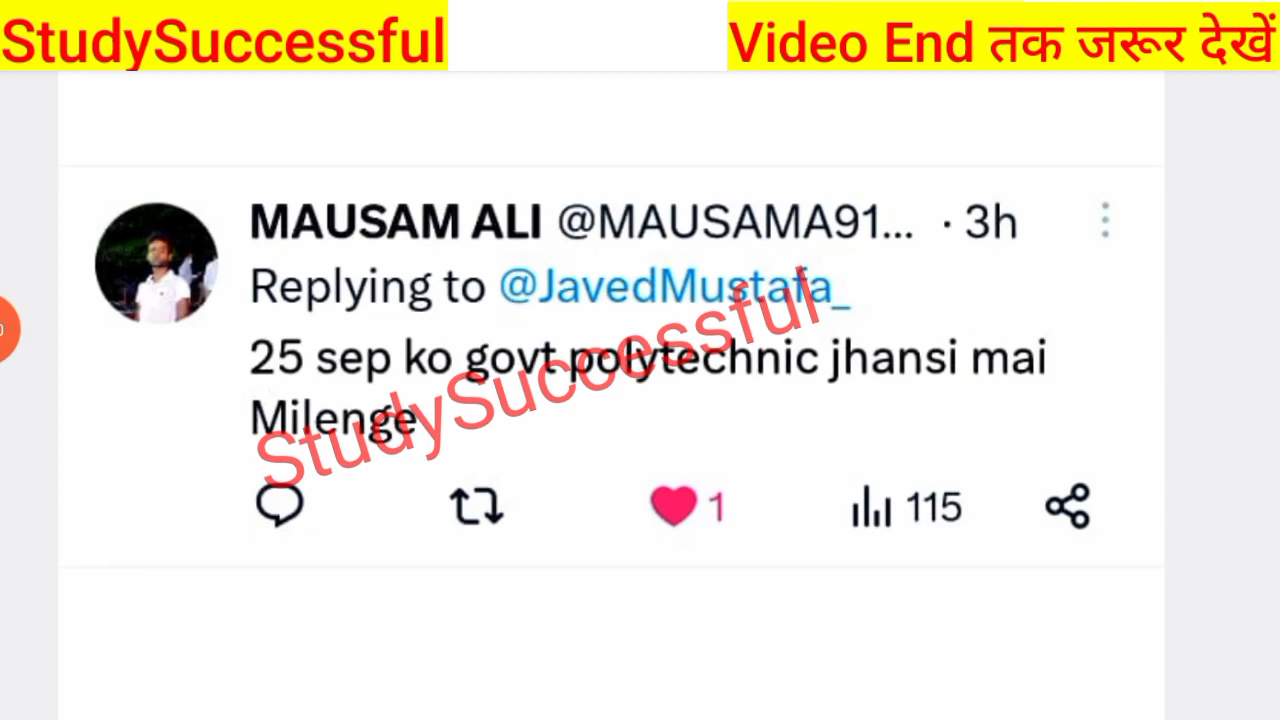 StudySuccessful
Video End तक जरूर देखें
MAUSAM ALI @MAUSAMA91... · 3h
Replying to @JavedMustafa_
25 sep ko govt polytechnic jhansi mai
Milenge
StudySuccessful
1
115